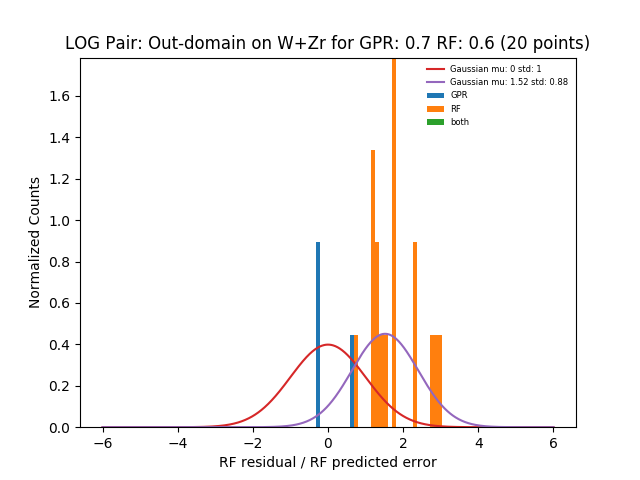 LOG Pair: Out-domain on W+Zr for GPR: 0.7 RF: 0.6 (20 points)
Gaussian mu: 0 std: 1
Gaussian mu: 1.52 std: 0.88
GPR
RF
both
Normalized Counts
1.6
1.4
1.2
1.0
0.8
0.6
0.4
0.2
0.0
−6 −4 −2 0 2 4 6
RF residual / RF predicted error